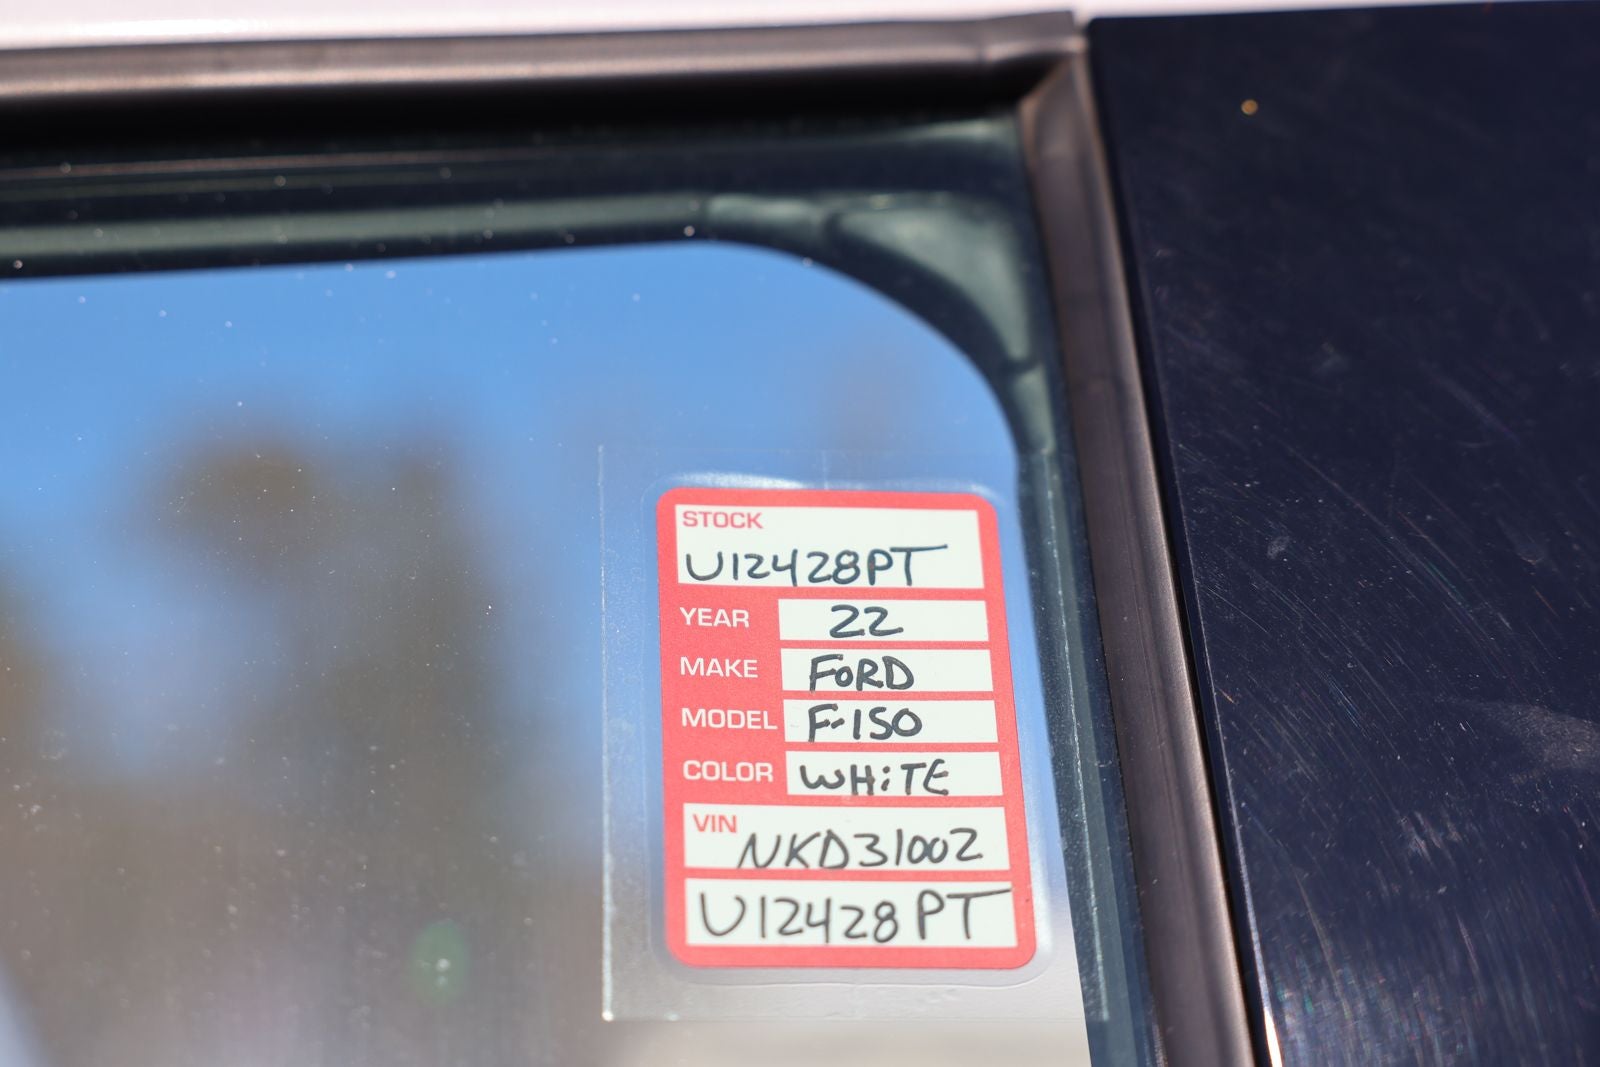 STOCK
U12428PT
YEAR 22
MAKE FORD
MODEL F-150
COLOR WHiTE
VIN NKD31002
U12428PT